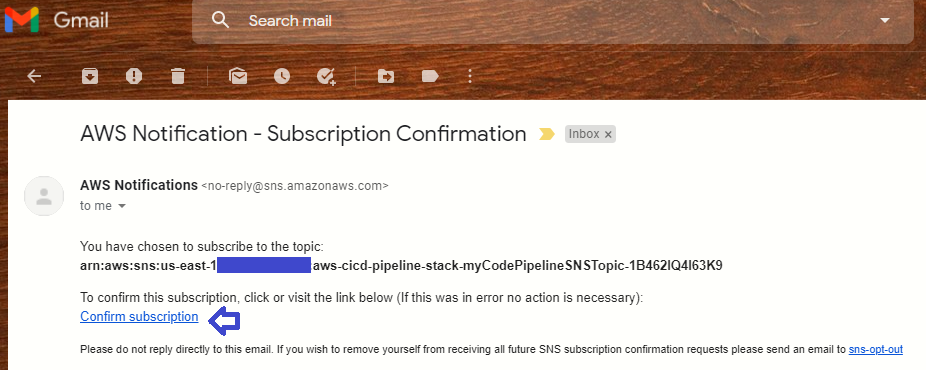 Gmail
Search mail
AWS Notification - Subscription Confirmation
Inbox ×
AWS Notifications <no-reply@sns.amazonaws.com>
to me
You have chosen to subscribe to the topic:
arn:aws:sns:us-east-1 aws-cicd-pipeline-stack-myCodePipelineSNSTopic-1B462IQ4I63K9
To confirm this subscription, click or visit the link below (If this was in error no action is necessary):
Confirm subscription
Please do not reply directly to this email. If you wish to remove yourself from receiving all future SNS subscription confirmation requests please send an email to sns-opt-out